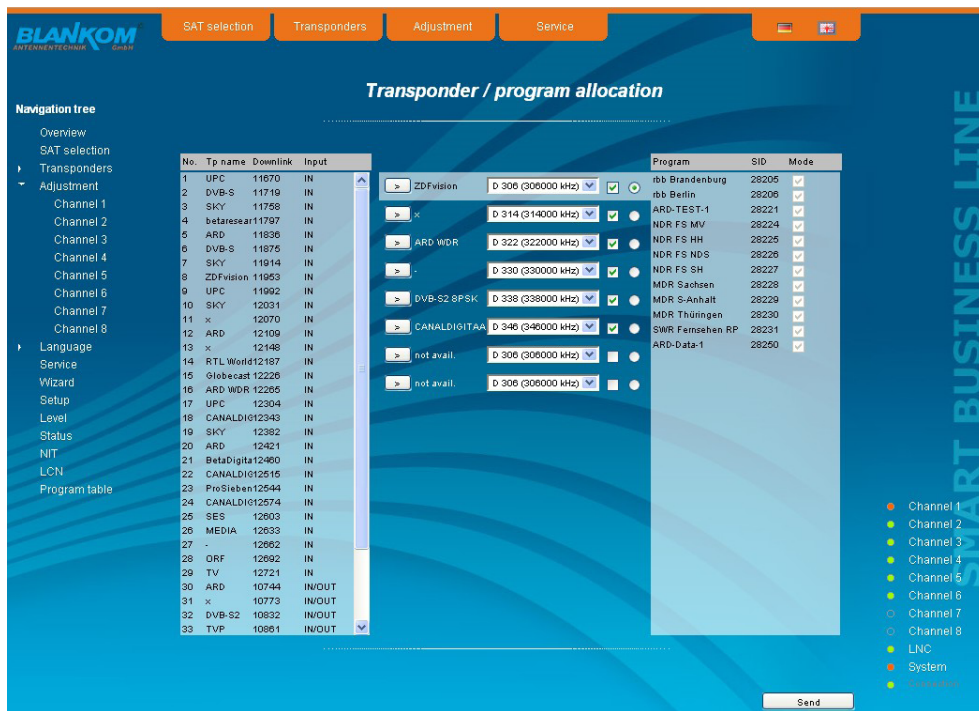 BLANKOM
ANTENNENTECHNIK GmbH
SAT selection
Transponders
Adjustment
Service
Transponder / program allocation
Navigation tree
Overview
SAT selection
Transponders
Adjustment
Channel 1
Channel 2
Channel 3
Channel 4
Channel 5
Channel 6
Channel 7
Channel 8
Language
Service
Wizard
Setup
Level
Status
NIT
LCN
Program table
No. Tp name Downlink Input
1 UPC 11670 IN
2 DVB-S 11719 IN
3 SKY 11758 IN
4 betaresear 11797 IN
5 ARD 11836 IN
6 DVB-S 11875 IN
7 SKY 11914 IN
8 ZDFvision 11953 IN
9 UPC 11992 IN
10 SKY 12031 IN
11 x 12070 IN
12 ARD 12109 IN
13 x 12148 IN
14 RTL World 12187 IN
15 Globecast 12226 IN
16 ARD WDR 12265 IN
17 UPC 12304 IN
18 CANALDIG 12343 IN
19 SKY 12382 IN
20 ARD 12421 IN
21 BetaDigita 12460 IN
22 CANALDIG 12515 IN
23 ProSieben 12544 IN
24 CANALDIG 12574 IN
25 SES 12603 IN
26 MEDIA 12633 IN
27 - 12662 IN
28 ORF 12692 IN
29 TV 12721 IN
30 ARD 10744 IN/OUT
31 x 10773 IN/OUT
32 DVB-S2 10832 IN/OUT
33 TVP 10861 IN/OUT
> ZDFvision D 306 (306000 kHz)
> x D 314 (314000 kHz)
> ARD WDR D 322 (322000 kHz)
> - D 330 (330000 kHz)
> DVB-S2 8PSK D 338 (338000 kHz)
> CANALDIGITAA D 346 (346000 kHz)
> not avail. D 306 (306000 kHz)
> not avail. D 306 (306000 kHz)
Program SID Mode
rbb Brandenburg 28205
rbb Berlin 28206
ARD-TEST-1 28221
NDR FS MV 28224
NDR FS HH 28225
NDR FS NDS 28226
NDR FS SH 28227
MDR Sachsen 28228
MDR S-Anhalt 28229
MDR Thüringen 28230
SWR Fernsehen RP 28231
ARD-Data-1 28250
SMART BUSINESS LINE
Channel 1
Channel 2
Channel 3
Channel 4
Channel 5
Channel 6
Channel 7
Channel 8
LNC
System
Send